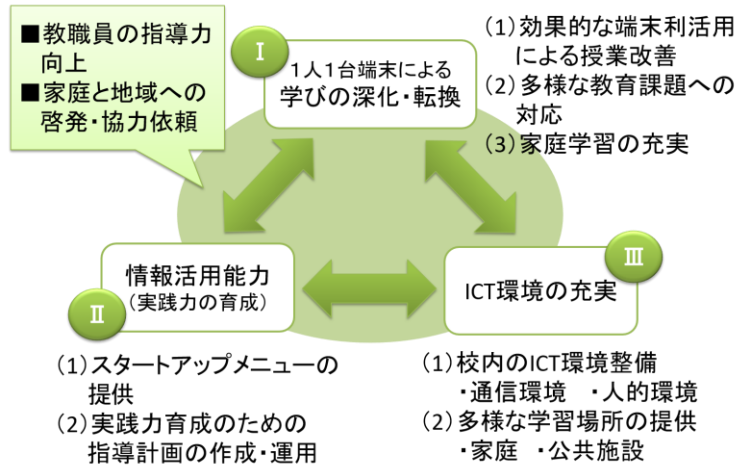 ■教職員の指導力
向上
■家庭と地域への
啓発・協力依頼
Ⅰ
１人１台端末による
学びの深化・転換
(1)効果的な端末利活用
による授業改善
(2)多様な教育課題への
対応
(3)家庭学習の充実
Ⅱ
情報活用能力
(実践力の育成)
(1)スタートアップメニューの
提供
(2)実践力育成のための
指導計画の作成・運用
Ⅲ
ICT環境の充実
(1)校内のICT環境整備
・通信環境　・人的環境
(2)多様な学習場所の提供
・家庭　・公共施設